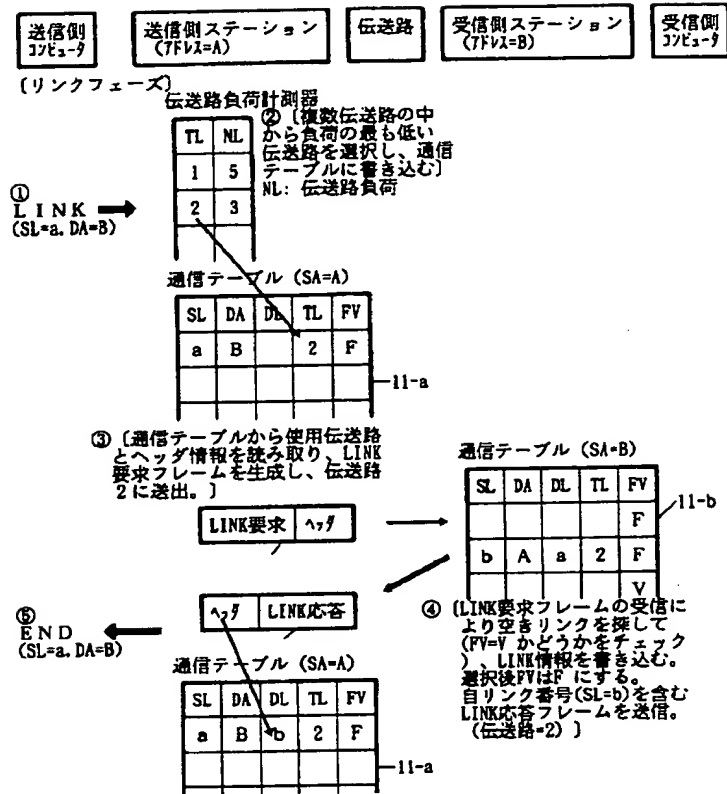 送信側
コンピュータ
送信側ステーション
(アドレス=A)
伝送路
受信側ステーション
(アドレス=B)
受信側
コンピュータ
〔リンクフェーズ〕
伝送路負荷計測器
TL NL
1 5
2 3
② 〔複数伝送路の中
から負荷の最も低い
伝送路を選択し、通信
テーブルに書き込む〕
NL: 伝送路負荷
①
LINK
(SL=a. DA=B)
通信テーブル (SA=A)
SL DA DL TL FV
a B 2 F
11-a
③ 〔通信テーブルから使用伝送路
とヘッダ情報を読み取り、LINK
要求フレームを生成し、伝送路
2に送出。〕
LINK要求 ヘッダ
通信テーブル (SA=B)
SL DA DL TL FV
F
b A a 2 F
V
11-b
ヘッダ LINK応答
⑤
END
(SL=a. DA=B)
④ 〔LINK要求フレームの受信に
より空きリンクを探して
(FV=V かどうかをチェック
)、LINK情報を書き込む。
選択後FVはF にする。
自リンク番号(SL=b)を含む
LINK応答フレームを送信。
(伝送路=2) 〕
通信テーブル (SA=A)
SL DA DL TL FV
a B b 2 F
11-a